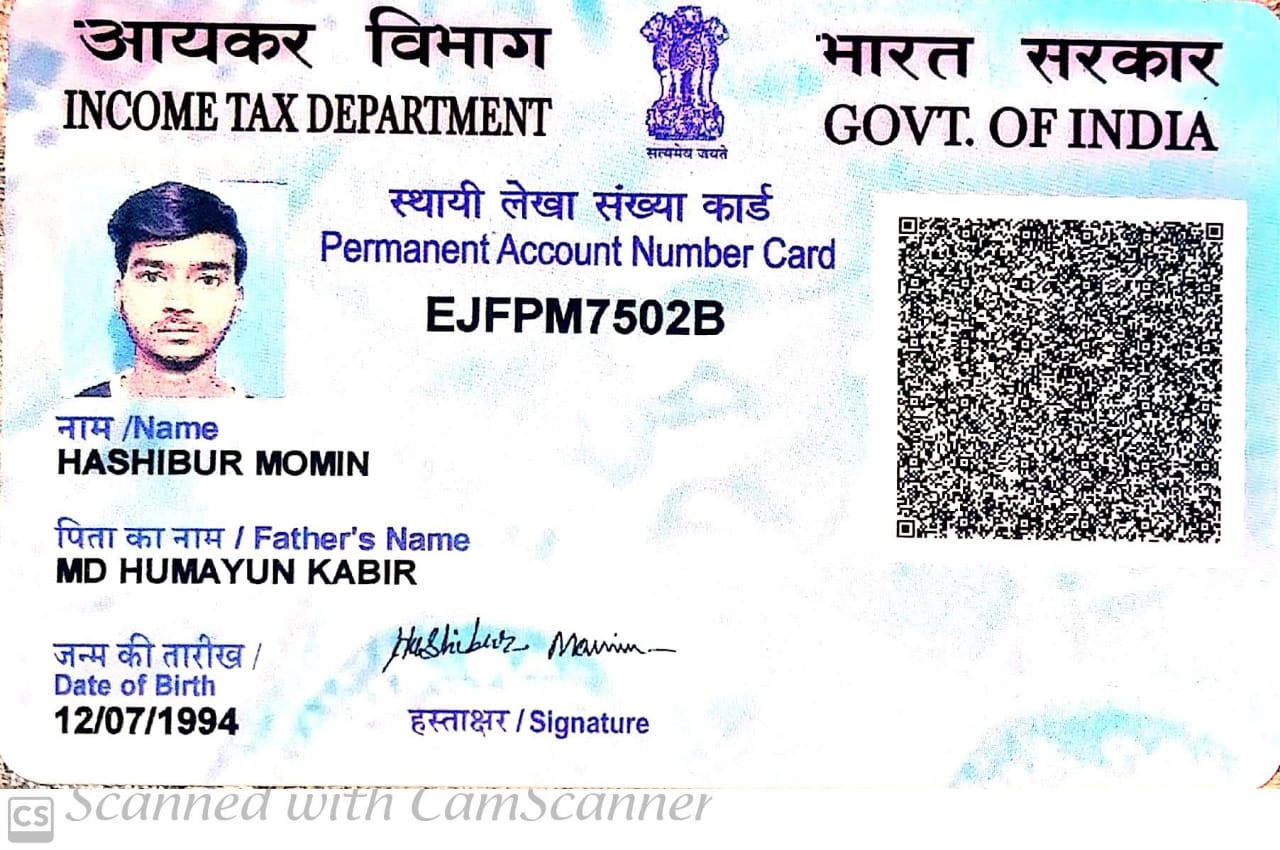 आयकर विभाग
INCOME TAX DEPARTMENT
सत्यमेव जयते
भारत सरकार
GOVT. OF INDIA
स्थायी लेखा संख्या कार्ड
Permanent Account Number Card
EJFPM7502B
नाम /Name
HASHIBUR MOMIN
पिता का नाम / Father's Name
MD HUMAYUN KABIR
जन्म की तारीख /
Date of Birth
12/07/1994
Hashibur Momin
हस्ताक्षर / Signature
CS Scanned with CamScanner